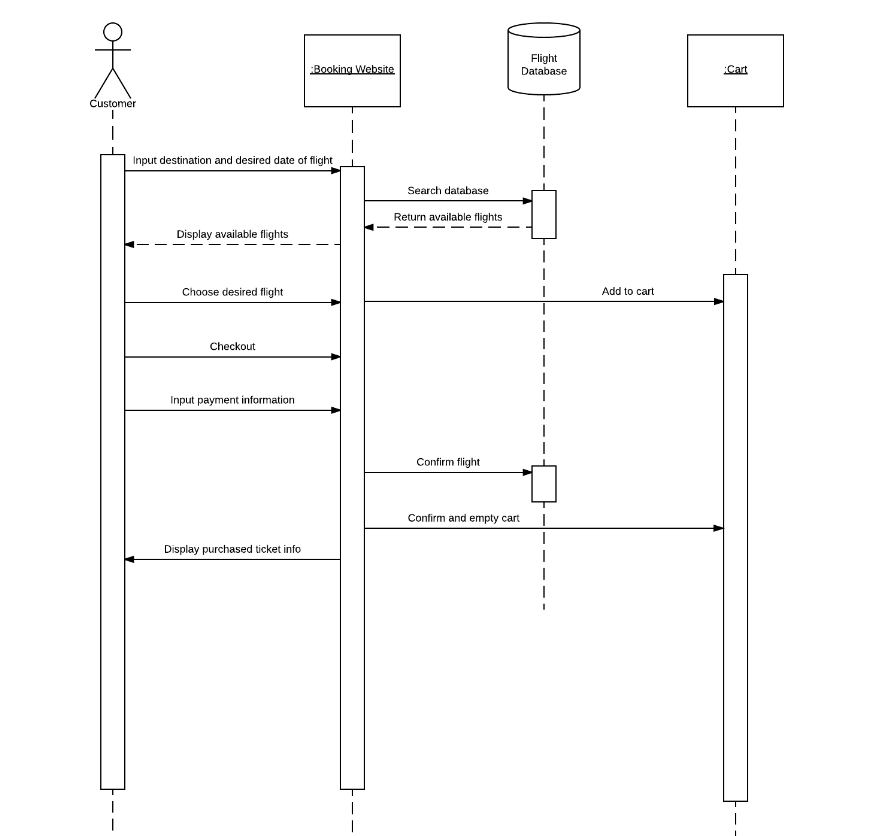 Customer
:Booking Website
Flight
Database
:Cart
Input destination and desired date of flight
Search database
Return available flights
Display available flights
Choose desired flight
Add to cart
Checkout
Input payment information
Confirm flight
Confirm and empty cart
Display purchased ticket info